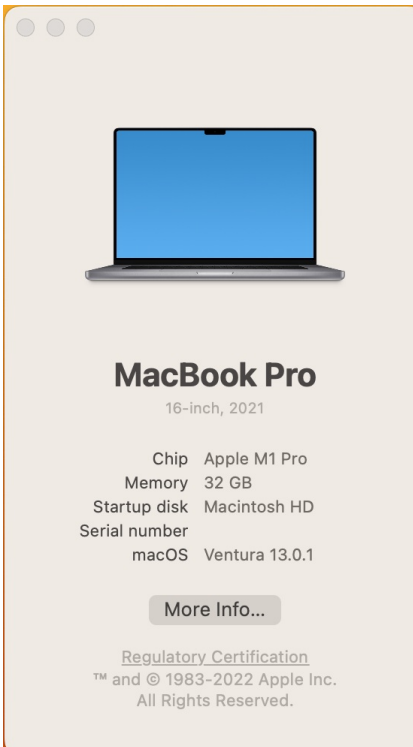 MacBook Pro
16-inch, 2021
Chip Apple M1 Pro
Memory 32 GB
Startup disk Macintosh HD
Serial number
macOS Ventura 13.0.1
More Info...
Regulatory Certification
™ and © 1983-2022 Apple Inc.
All Rights Reserved.